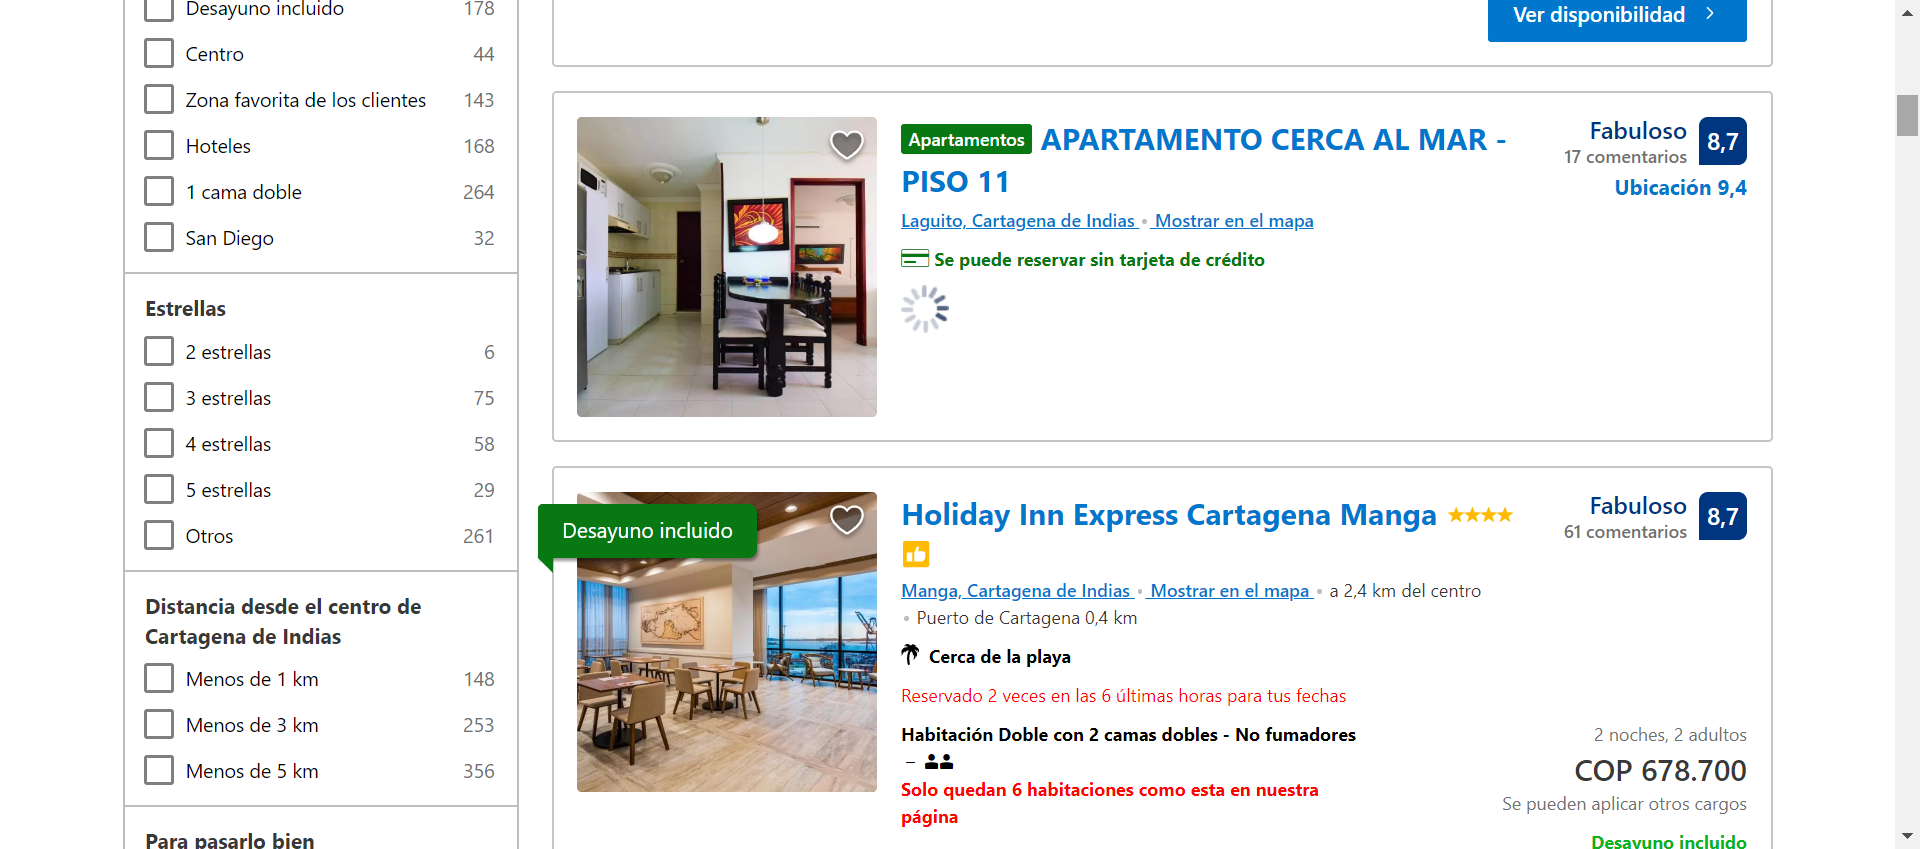 Desayuno incluido 178
Centro 44
Zona favorita de los clientes 143
Hoteles 168
1 cama doble 264
San Diego 32
Estrellas
2 estrellas 6
3 estrellas 75
4 estrellas 58
5 estrellas 29
Otros 261
Distancia desde el centro de
Cartagena de Indias
Menos de 1 km 148
Menos de 3 km 253
Menos de 5 km 356
Para pasarlo bien
Ver disponibilidad
Apartamentos APARTAMENTO CERCA AL MAR -
PISO 11
Fabuloso 8,7
17 comentarios
Ubicación 9,4
Laguito, Cartagena de Indias • Mostrar en el mapa
Se puede reservar sin tarjeta de crédito
Desayuno incluido
Holiday Inn Express Cartagena Manga
Fabuloso 8,7
61 comentarios
Manga, Cartagena de Indias • Mostrar en el mapa • a 2,4 km del centro
• Puerto de Cartagena 0,4 km
Cerca de la playa
Reservado 2 veces en las 6 últimas horas para tus fechas
Habitación Doble con 2 camas dobles - No fumadores
–
Solo quedan 6 habitaciones como esta en nuestra
página
2 noches, 2 adultos
COP 678.700
Se pueden aplicar otros cargos
Desayuno incluido